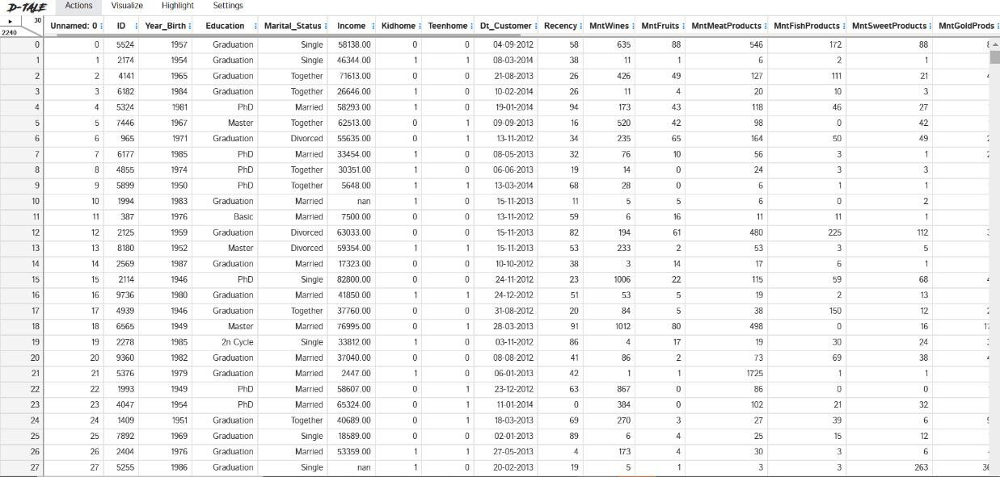 D-TALE Actions Visualize Highlight Settings
▸ 30
2240
Unnamed: 0 ID Year_Birth Education Marital_Status Income Kidhome Teenhome Dt_Customer Recency MntWines MntFruits MntMeatProducts MntFishProducts MntSweetProducts MntGoldProds
0 0 5524 1957 Graduation Single 58138.00 0 0 04-09-2012 58 635 88 546 172 88
1 1 2174 1954 Graduation Single 46344.00 1 1 08-03-2014 38 11 1 6 2 1
2 2 4141 1965 Graduation Together 71613.00 0 0 21-08-2013 26 426 49 127 111 21
3 3 6182 1984 Graduation Together 26646.00 1 0 10-02-2014 26 11 4 20 10 3
4 4 5324 1981 PhD Married 58293.00 1 0 19-01-2014 94 173 43 118 46 27
5 5 7446 1967 Master Together 62513.00 0 1 09-09-2013 16 520 42 98 0 42
6 6 965 1971 Graduation Divorced 55635.00 0 1 13-11-2012 34 235 65 164 50 49
7 7 6177 1985 PhD Married 33454.00 1 0 08-05-2013 32 76 10 56 3 1
8 8 4855 1974 PhD Together 30351.00 1 0 06-06-2013 19 14 0 24 3 3
9 9 5899 1950 PhD Together 5648.00 1 1 13-03-2014 68 28 0 6 1 1
10 10 1994 1983 Graduation Married nan 1 0 15-11-2013 11 5 5 6 0 2
11 11 387 1976 Basic Married 7500.00 0 0 13-11-2012 59 6 16 11 11 1
12 12 2125 1959 Graduation Divorced 63033.00 0 0 15-11-2013 82 194 61 480 225 112
13 13 8180 1952 Master Divorced 59354.00 1 1 15-11-2013 53 233 2 53 3 5
14 14 2569 1987 Graduation Married 17323.00 0 0 10-10-2012 38 3 14 17 6 1
15 15 2114 1946 PhD Single 82800.00 0 0 24-11-2012 23 1006 22 115 59 68
16 16 9736 1980 Graduation Married 41850.00 1 1 24-12-2012 51 53 5 19 2 13
17 17 4939 1946 Graduation Together 37760.00 0 0 31-08-2012 20 84 5 38 150 12
18 18 6565 1949 Master Married 76995.00 0 1 28-03-2013 91 1012 80 498 0 16
19 19 2278 1985 2n Cycle Single 33812.00 1 0 03-11-2012 86 4 17 19 30 24
20 20 9360 1982 Graduation Married 37040.00 0 0 08-08-2012 41 86 2 73 69 38
21 21 5376 1979 Graduation Married 2447.00 1 0 06-01-2013 42 1 1 1725 1 1
22 22 1993 1949 PhD Married 58607.00 0 1 23-12-2012 63 867 0 86 0 0
23 23 4047 1954 PhD Married 65324.00 0 1 11-01-2014 0 384 0 102 21 32
24 24 1409 1951 Graduation Together 40689.00 0 1 18-03-2013 69 270 3 27 39 6
25 25 7892 1969 Graduation Single 18589.00 0 0 02-01-2013 89 6 4 25 15 12
26 26 2404 1976 Graduation Married 53359.00 1 1 27-05-2013 4 173 4 30 3 6
27 27 5255 1986 Graduation Single nan 1 0 20-02-2013 19 5 1 3 3 263